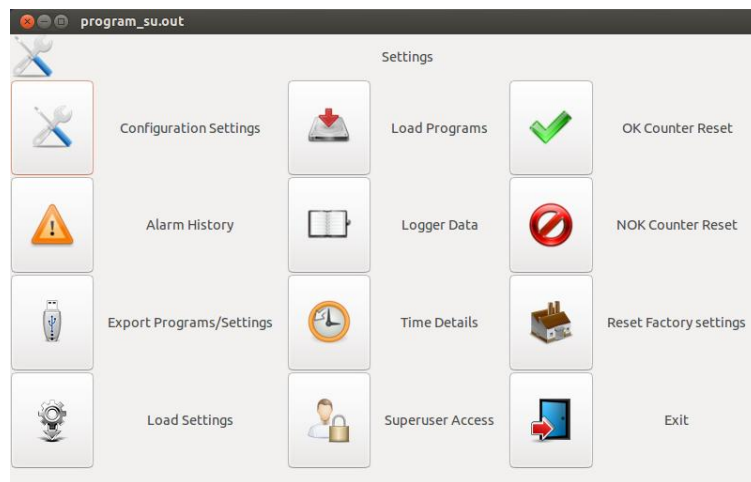 program_su.out
Settings
Configuration Settings
Load Programs
OK Counter Reset
Alarm History
Logger Data
NOK Counter Reset
Export Programs/Settings
Time Details
Reset Factory settings
Load Settings
Superuser Access
Exit